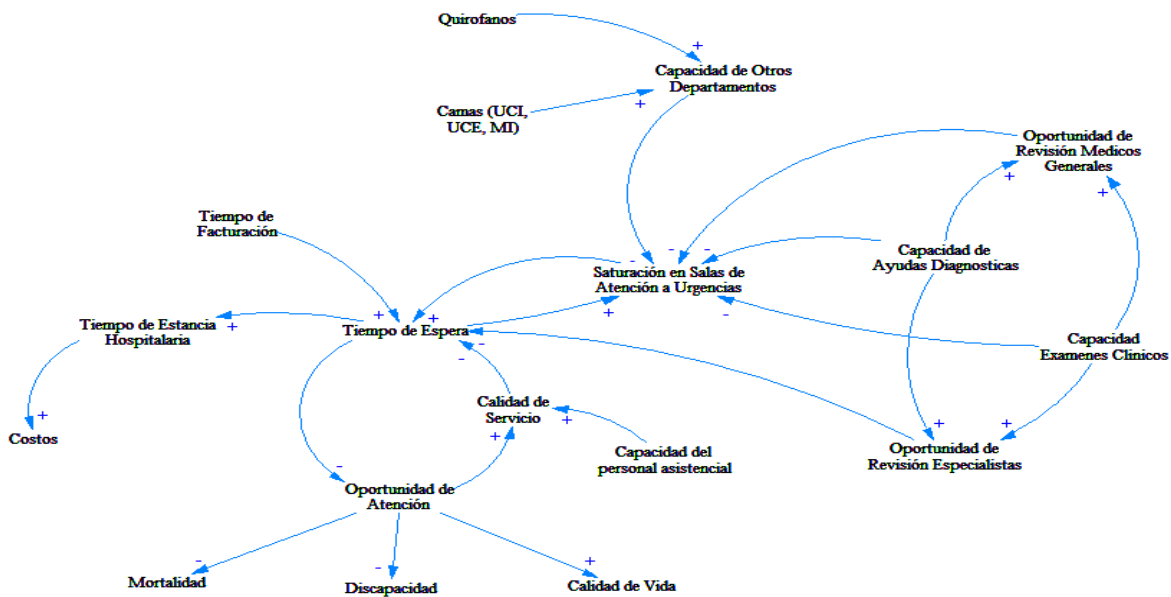 Quirofanos
+
Capacidad de Otros
Departamentos
+
Camas (UCI,
UCE, MI)
Oportunidad de
Revisión Medicos
Generales
+
+
Tiempo de
Facturación
-
-
-
Capacidad de
Ayudas Diagnosticas
Saturación en Salas de
Atención a Urgencias
+
-
Tiempo de Estancia
Hospitalaria
+
+
+
Tiempo de Espera
-
-
Capacidad
Examenes Clinicos
Calidad de
Servicio
+
+
Costos
+
+
+
Capacidad del
personal asistencial
Oportunidad de
Revisión Especialistas
-
Oportunidad de
Atención
-
-
+
Mortalidad
Discapacidad
Calidad de Vida